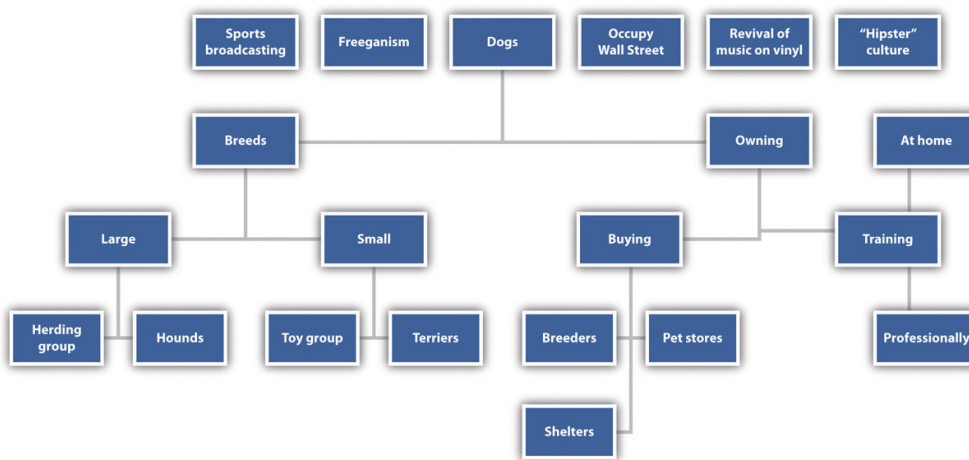 Sports
broadcasting
Freeganism
Dogs
Occupy
Wall Street
Revival of
music on vinyl
“Hipster”
culture
Breeds
Owning
At home
Large
Small
Buying
Training
Herding
group
Hounds
Toy group
Terriers
Breeders
Pet stores
Professionally
Shelters